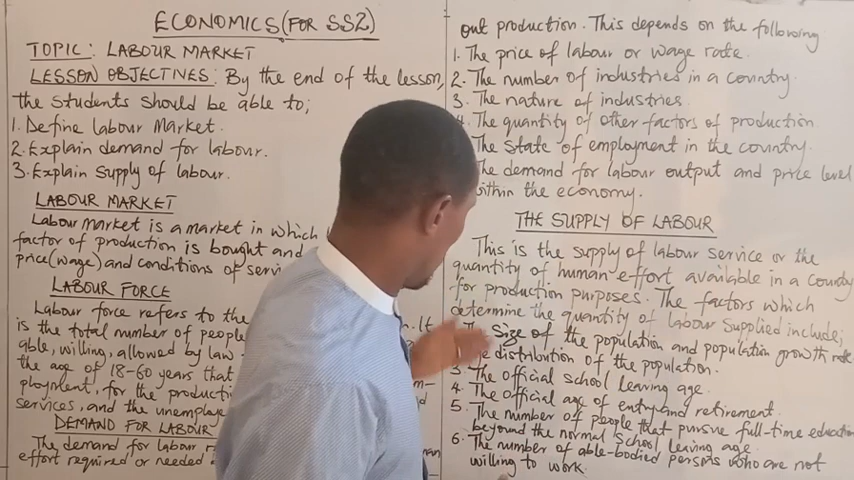 ECONOMICS (FOR SS2)
TOPIC: LABOUR MARKET
LESSON OBJECTIVES: By the end of the lesson,
the students should be able to;
1. Define labour Market.
2. Explain demand for labour.
3. Explain supply of labour.
LABOUR MARKET
Labour market is a market in which
factor of production is bought and
price (wage) and conditions of
LABOUR FORCE
Labour force refers to the
is the total number of people
able, willing, allowed by law
the age of 18-60 years that
for the
services, and the
DEMAND FOR LABOUR
The demand for labour
effort required or needed
out production. This depends on the following
1. The price of labour or wage rate.
2. The number of industries in a country.
3. The nature of industries.
4. The quantity of other factors of production
The state of employment in the country.
The demand for labour output and price level
within the economy.
THE SUPPLY OF LABOUR
This is the supply of labour service or the
quantity of human effort available in a country
for production purposes. The factors which
determine the quantity of labour supplied include;
The size of the population and population growth rate
distribution of the population.
3. The official school leaving age.
4. The official age of entry and retirement.
5. The number of people that pursue full-time education
beyond the normal school leaving age.
6. The number of able-bodied persons who are not
willing to work.